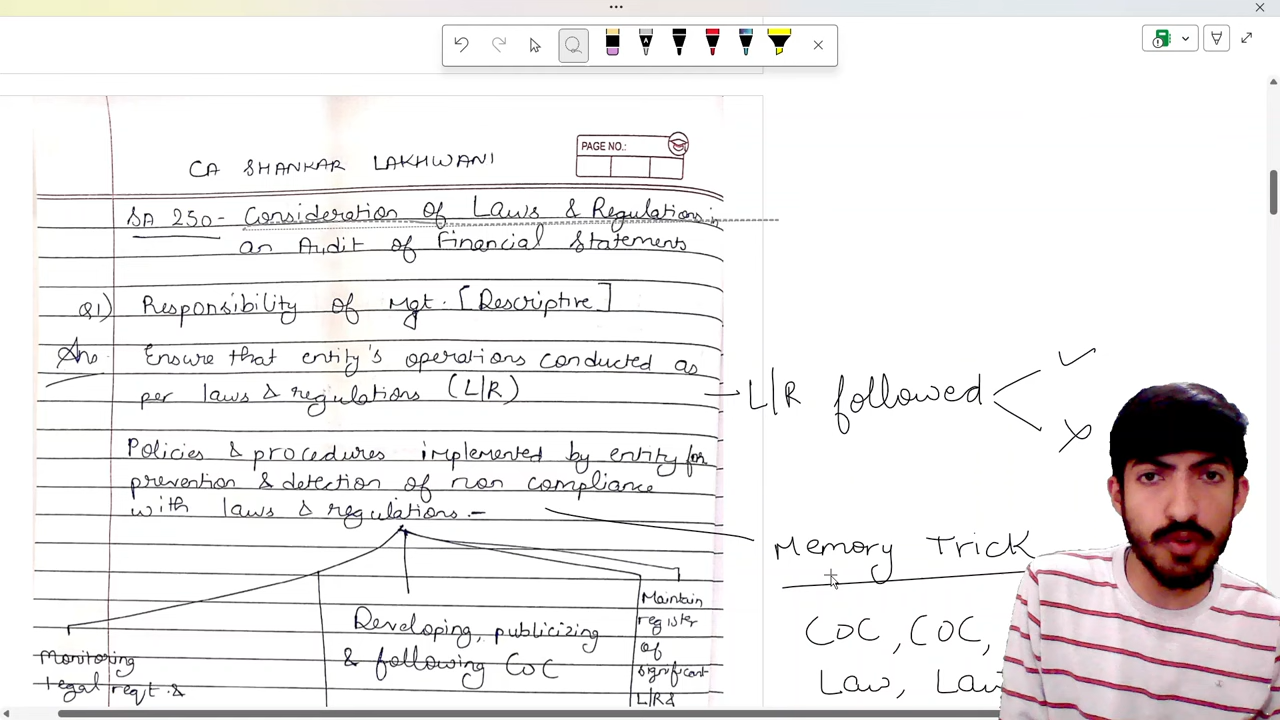 CA SHANKAR LAKHWANI
PAGE NO.:
SA 250- Consideration of Laws & Regulations in
an Audit of Financial Statements
Q1) Responsibility of Mgt. [Descriptive]
Ans. Ensure that entity's operations conducted as
per laws & regulations (L/R)
→ L/R followed
Policies & procedures implemented by entity for
prevention & detection of non compliance
with laws & regulations.-
Memory Trick
COC, COC,
Law, Law
Monitoring
legal reqt. &
Developing, publicizing
& following CoC
Maintain
register
of
significant
L/R &